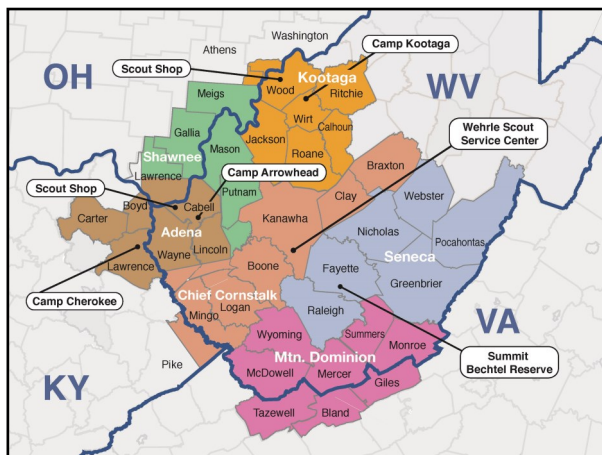 Washington
Athens
Camp Kootaga
OH
Scout Shop
Kootaga
WV
Wood
Ritchie
Meigs
Wirt
Gallia
Calhoun
Jackson
Wehrle Scout
Service Center
Mason
Roane
Shawnee
Braxton
Lawrence
Camp Arrowhead
Clay
Webster
Scout Shop
Putnam
Boyd
Cabell
Kanawha
Carter
Adena
Nicholas
Pocahontas
Lincoln
Wayne
Seneca
Lawrence
Boone
Fayette
Greenbrier
Camp Cherokee
Chief Cornstalk
Logan
Raleigh
Mingo
VA
Wyoming
Summers
Monroe
Pike
Mtn. Dominion
Summit
Bechtel Reserve
McDowell
Mercer
KY
Giles
Tazewell
Bland